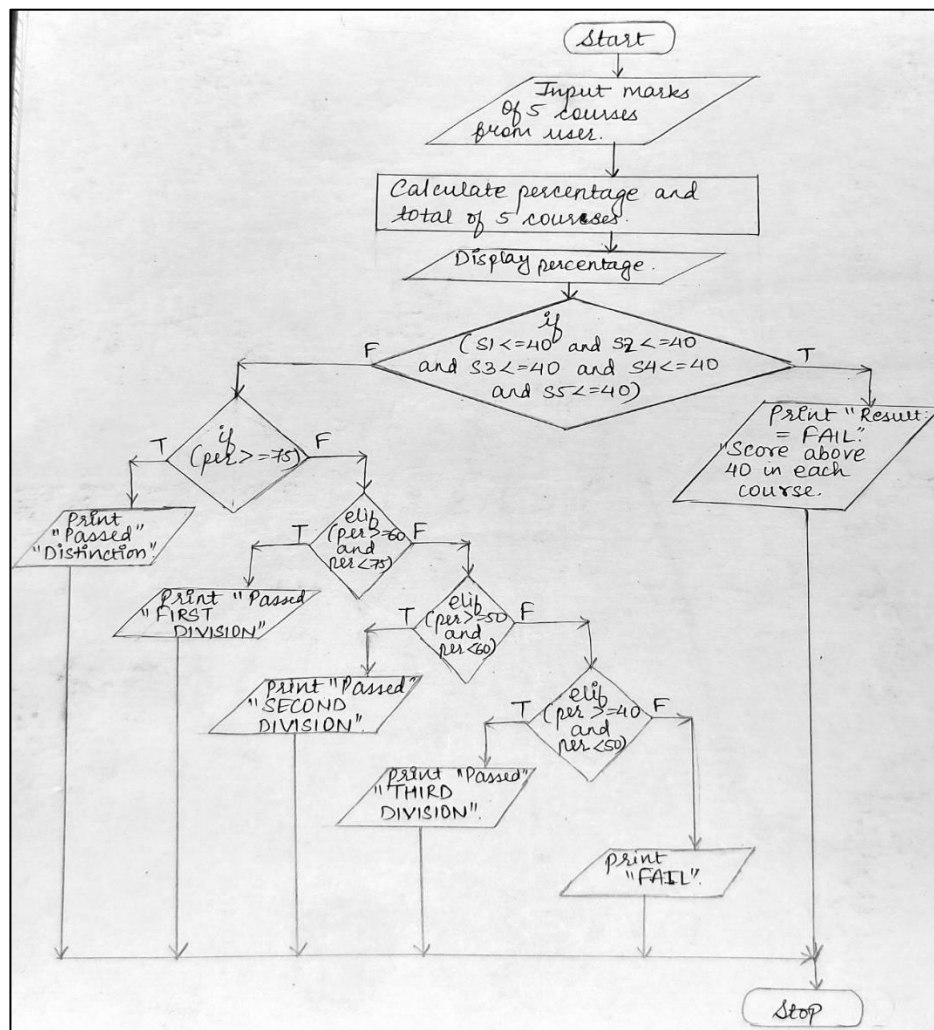 Start
Input marks
of 5 courses
from user.
Calculate percentage and
total of 5 courses.
Display percentage.
if
(S1<=40 and S2<=40
and S3<=40 and S4<=40
and S5<=40)
F
T
Print "Result:
= FAIL".
"Score above
40 in each
course.
if
(per>=75)
T
F
Print
"Passed"
"Distinction".
elif
(per>=60
and
per<75)
T
F
Print "Passed
"FIRST
DIVISION"
elif
(per>=50
and
per<60)
T
F
Print "Passed"
"SECOND
DIVISION".
elif
(per>=40
and
per<50)
T
F
print "Passed"
"THIRD
DIVISION".
print
"FAIL".
Stop